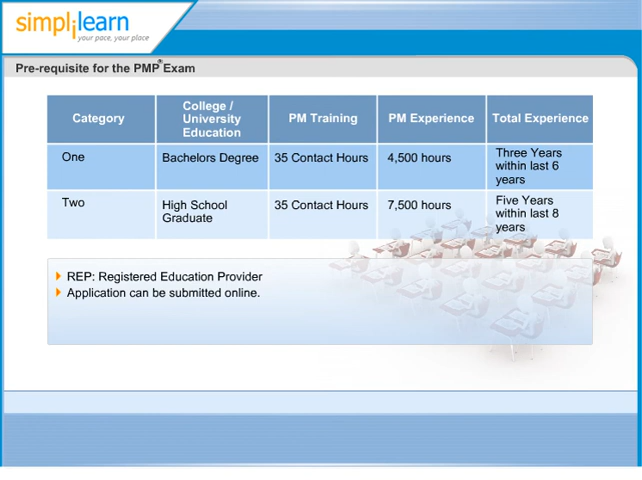 simplilearn
your pace, your place
Pre-requisite for the PMP® Exam
Category
College /
University
Education
PM Training
PM Experience
Total Experience
One
Bachelors Degree
35 Contact Hours
4,500 hours
Three Years
within last 6
years
Two
High School
Graduate
35 Contact Hours
7,500 hours
Five Years
within last 8
years
REP: Registered Education Provider
Application can be submitted online.